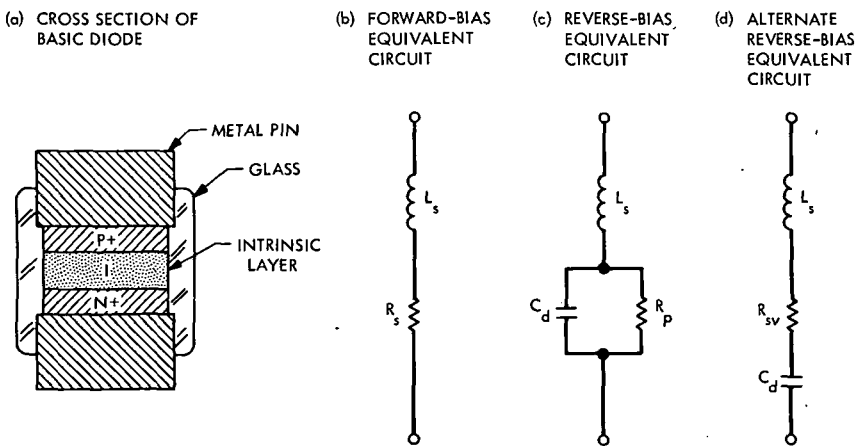 (a) CROSS SECTION OF
BASIC DIODE
(b) FORWARD-BIAS
EQUIVALENT
CIRCUIT
(c) REVERSE-BIAS
EQUIVALENT
CIRCUIT
(d) ALTERNATE
REVERSE-BIAS
EQUIVALENT
CIRCUIT
METAL PIN
GLASS
P+
I
N+
INTRINSIC
LAYER
L_s
R_s
L_s
C_d
R_p
L_s
R_sv
C_d